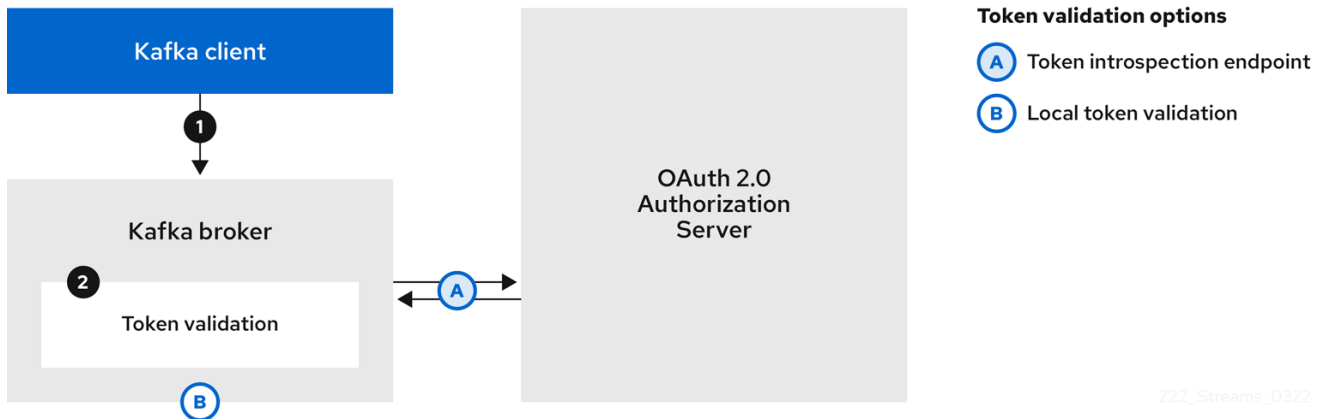 Kafka client
1
Kafka broker
2
Token validation
B
A
OAuth 2.0
Authorization
Server
Token validation options
A Token introspection endpoint
B Local token validation
222_Streams_0322